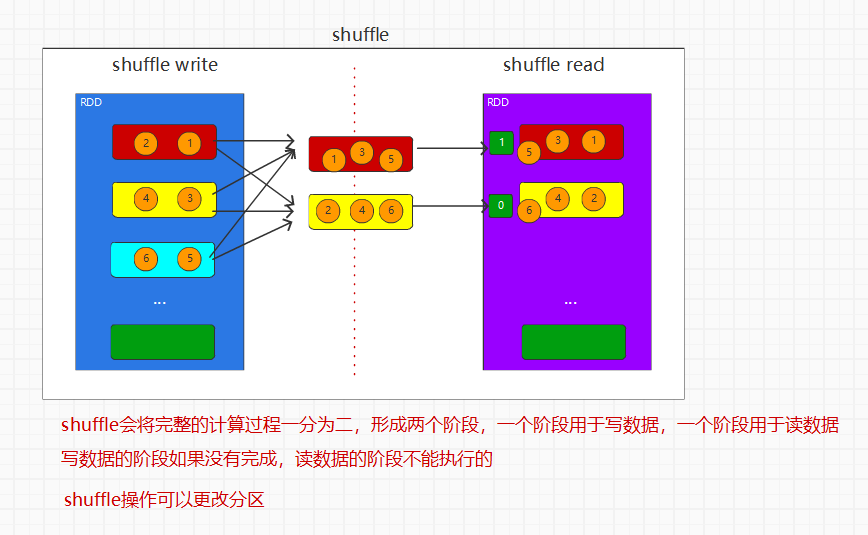 shuffle
shuffle write
shuffle read
RDD
RDD
2 1
1 3 5
1
5 3 1
4 3
2 4 6
0
6 4 2
6 5
...
...
shuffle会将完整的计算过程一分为二，形成两个阶段，一个阶段用于写数据，一个阶段用于读数据
写数据的阶段如果没有完成，读数据的阶段不能执行的
shuffle操作可以更改分区